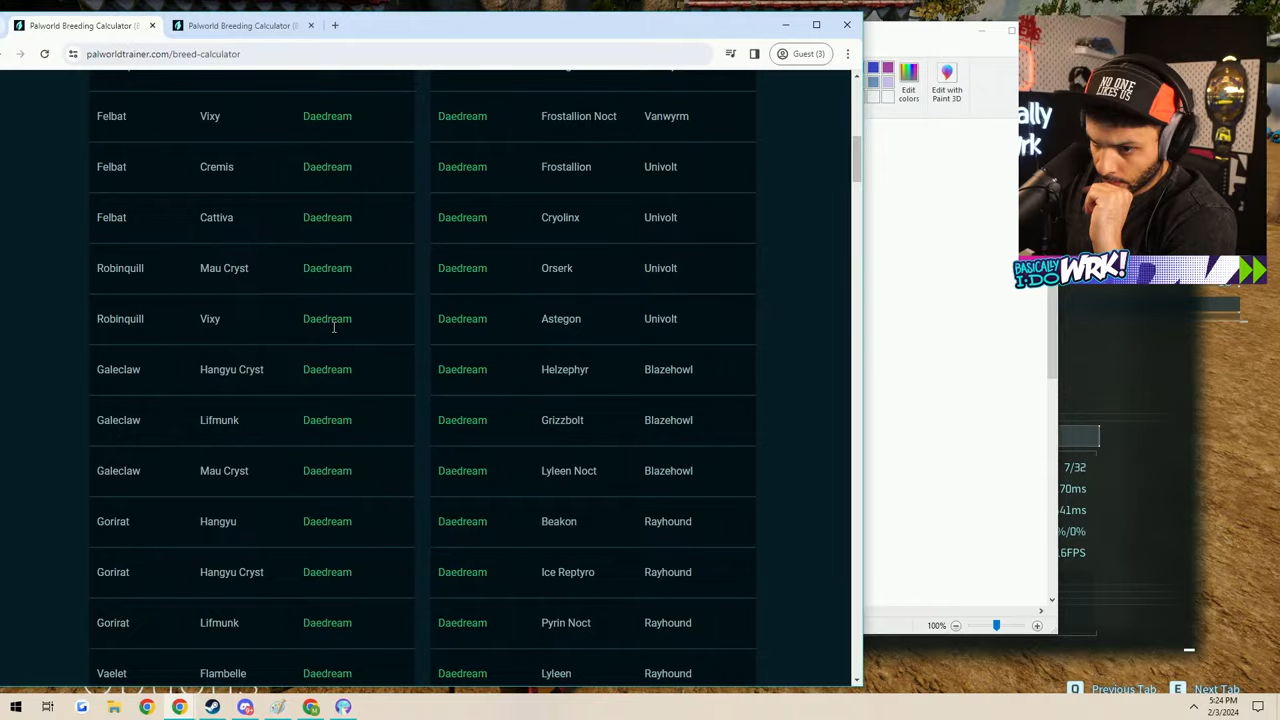 Palworld Breeding Calculator (B
Palworld Breeding Calculator (B
palworldtrainer.com/breed-calculator
Guest (3)
Edit colors
Edit with Paint 3D
NO ONE LIKES US
ally
rk
BASICALLY I DO WRK!
Felbat Vixy Daedream Daedream Frostallion Noct Vanwyrm
Felbat Cremis Daedream Daedream Frostallion Univolt
Felbat Cattiva Daedream Daedream Cryolinx Univolt
Robinquill Mau Cryst Daedream Daedream Orserk Univolt
Robinquill Vixy Daedream Daedream Astegon Univolt
Galeclaw Hangyu Cryst Daedream Daedream Helzephyr Blazehowl
Galeclaw Lifmunk Daedream Daedream Grizzbolt Blazehowl
Galeclaw Mau Cryst Daedream Daedream Lyleen Noct Blazehowl
Gorirat Hangyu Daedream Daedream Beakon Rayhound
Gorirat Hangyu Cryst Daedream Daedream Ice Reptyro Rayhound
Gorirat Lifmunk Daedream Daedream Pyrin Noct Rayhound
Vaelet Flambelle Daedream Daedream Lyleen Rayhound
7/32
70ms
41ms
%/0%
6FPS
100%
Q Previous Tab E Next Tab
5:24 PM
2/3/2024